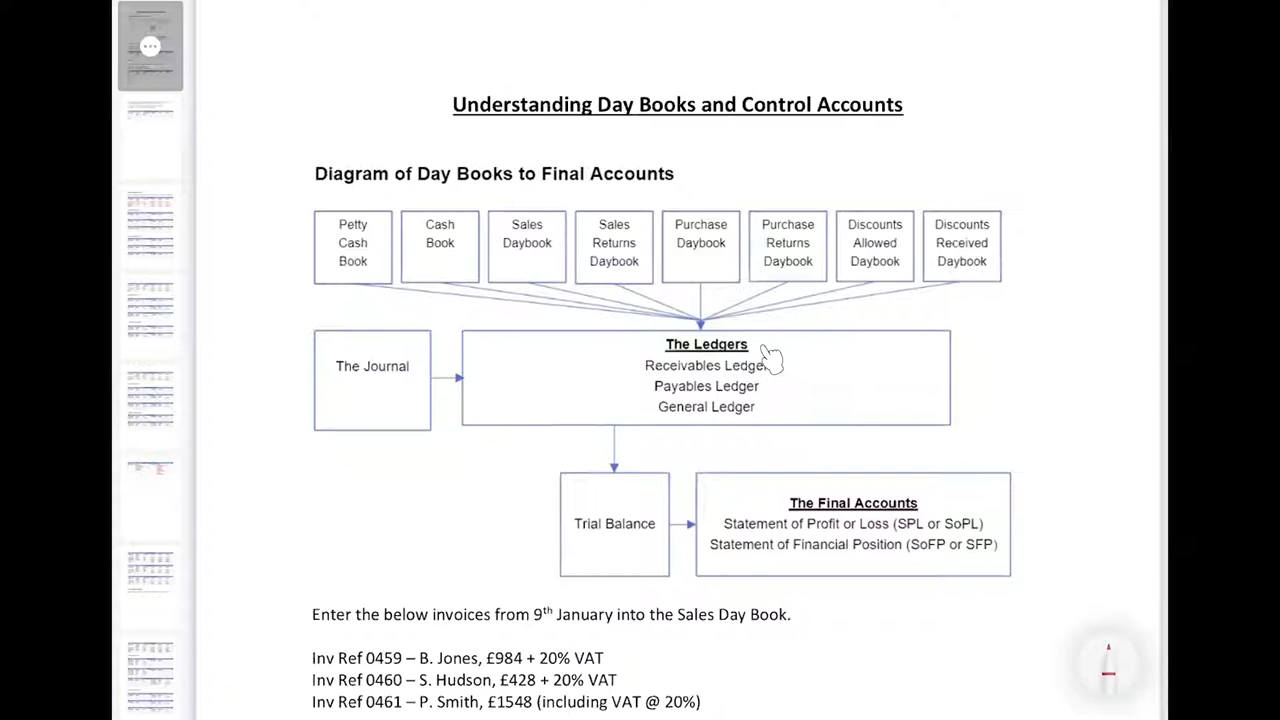 Understanding Day Books and Control Accounts
Diagram of Day Books to Final Accounts
Petty
Cash
Book
Cash
Book
Sales
Daybook
Sales
Returns
Daybook
Purchase
Daybook
Purchase
Returns
Daybook
Discounts
Allowed
Daybook
Discounts
Received
Daybook
The Journal
The Ledgers
Receivables Ledger
Payables Ledger
General Ledger
Trial Balance
The Final Accounts
Statement of Profit or Loss (SPL or SoPL)
Statement of Financial Position (SoFP or SFP)
Enter the below invoices from 9th January into the Sales Day Book.
Inv Ref 0459 – B. Jones, £984 + 20% VAT
Inv Ref 0460 – S. Hudson, £428 + 20% VAT
Inv Ref 0461 – P. Smith, £1548 (including VAT @ 20%)